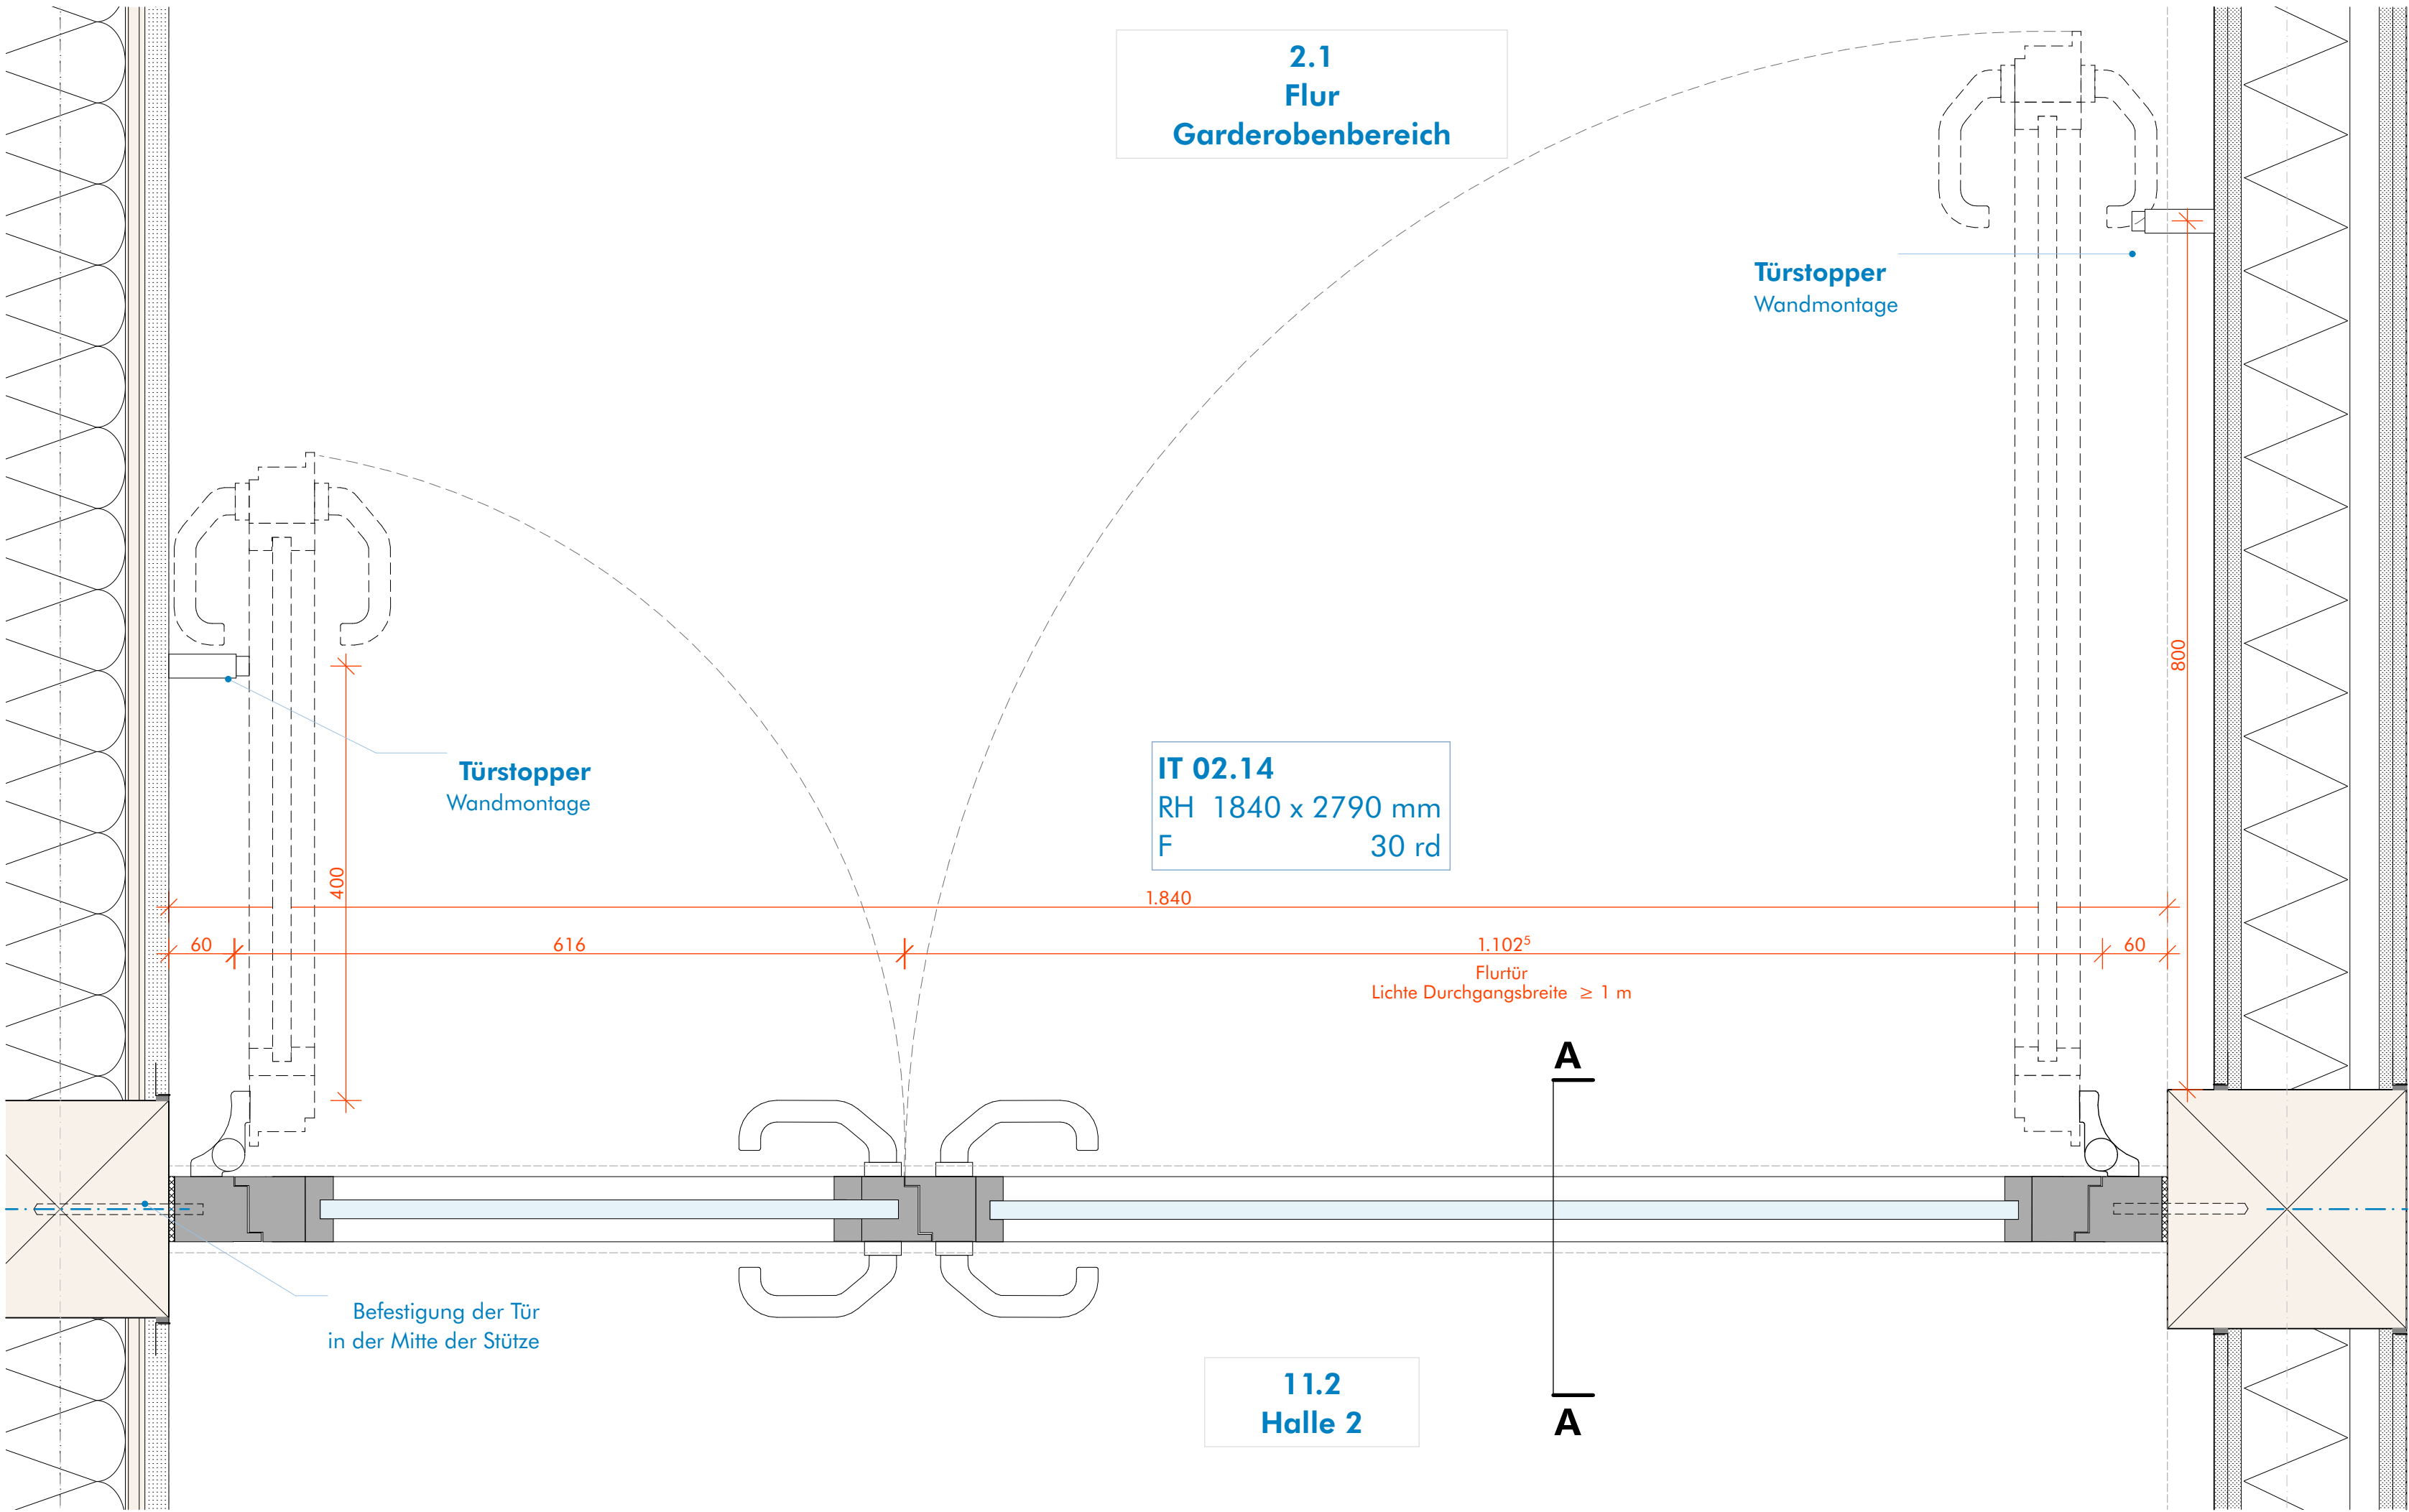 2.1
Flur
Garderobenbereich
Türstopper
Wandmontage
800
Türstopper
Wandmontage
IT 02.14
RH 1840 x 2790 mm
F 30 rd
400
1.840
60 616 1.102⁵ 60
Flurtür
Lichte Durchgangsbreite ≥ 1 m
A
Befestigung der Tür
in der Mitte der Stütze
11.2
Halle 2
A